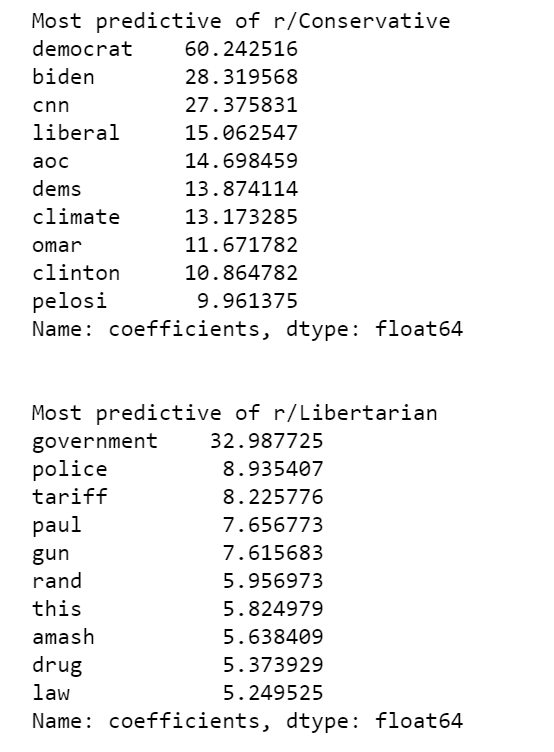 Most predictive of r/Conservative
democrat    60.242516
biden       28.319568
cnn         27.375831
liberal     15.062547
aoc         14.698459
dems        13.874114
climate     13.173285
omar        11.671782
clinton     10.864782
pelosi       9.961375
Name: coefficients, dtype: float64
Most predictive of r/Libertarian
government    32.987725
police         8.935407
tariff         8.225776
paul           7.656773
gun            7.615683
rand           5.956973
this           5.824979
amash          5.638409
drug           5.373929
law            5.249525
Name: coefficients, dtype: float64